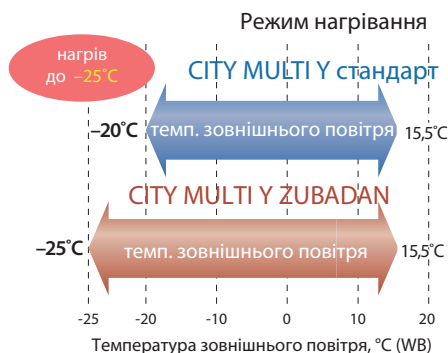 Режим нагрівання
нагрів
до –25˚C
CITY MULTI Y стандарт
–20˚C темп. зовнішнього повітря 15,5˚C
CITY MULTI Y ZUBADAN
–25˚C темп. зовнішнього повітря 15,5˚C
-25 -20 -10 0 10 20
Температура зовнішнього повітря, °C (WB)